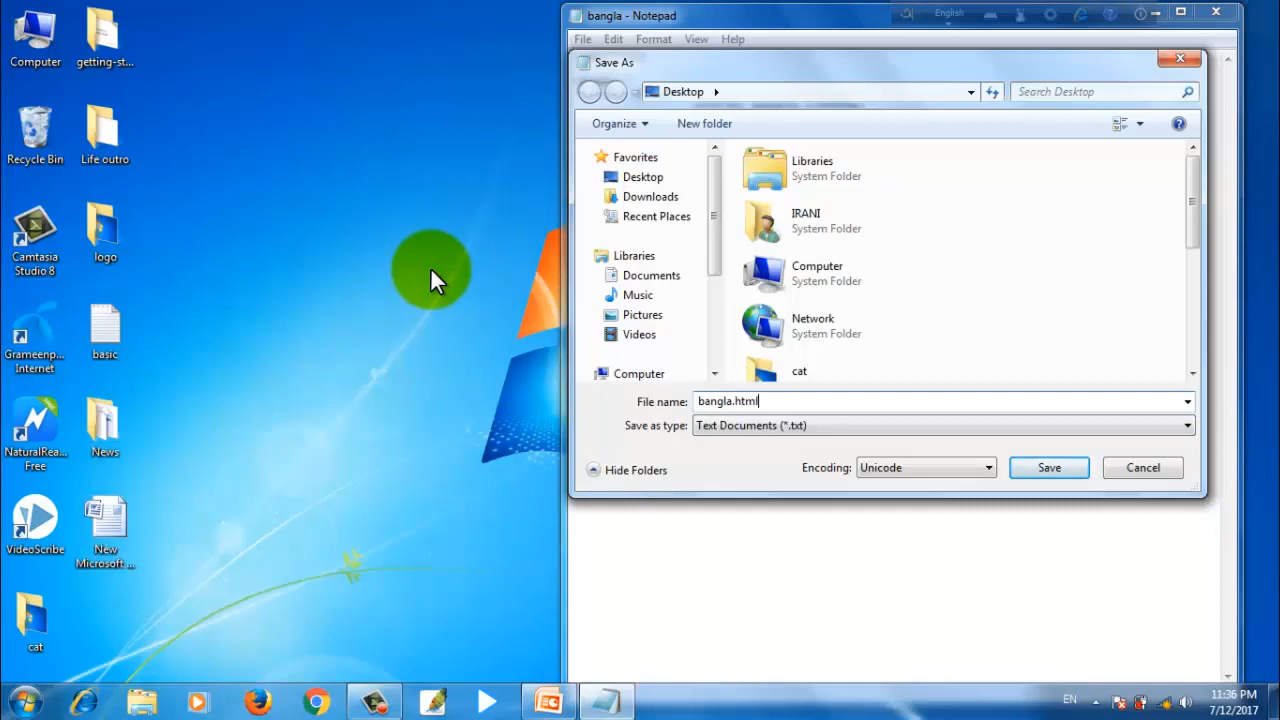 Computer
getting-st...
Recycle Bin
Life outro
Camtasia
Studio 8
logo
Grameenp...
Internet
basic
NaturalRea...
Free
News
VideoScribe
New
Microsoft ...
cat
bangla - Notepad
English
File Edit Format View Help
Save As
Desktop
Search Desktop
Organize
New folder
Favorites
Desktop
Downloads
Recent Places
Libraries
Documents
Music
Pictures
Videos
Computer
Libraries
System Folder
IRANI
System Folder
Computer
System Folder
Network
System Folder
cat
File name: bangla.html
Save as type: Text Documents (*.txt)
Hide Folders
Encoding: Unicode
Save
Cancel
EN
11:36 PM
7/12/2017